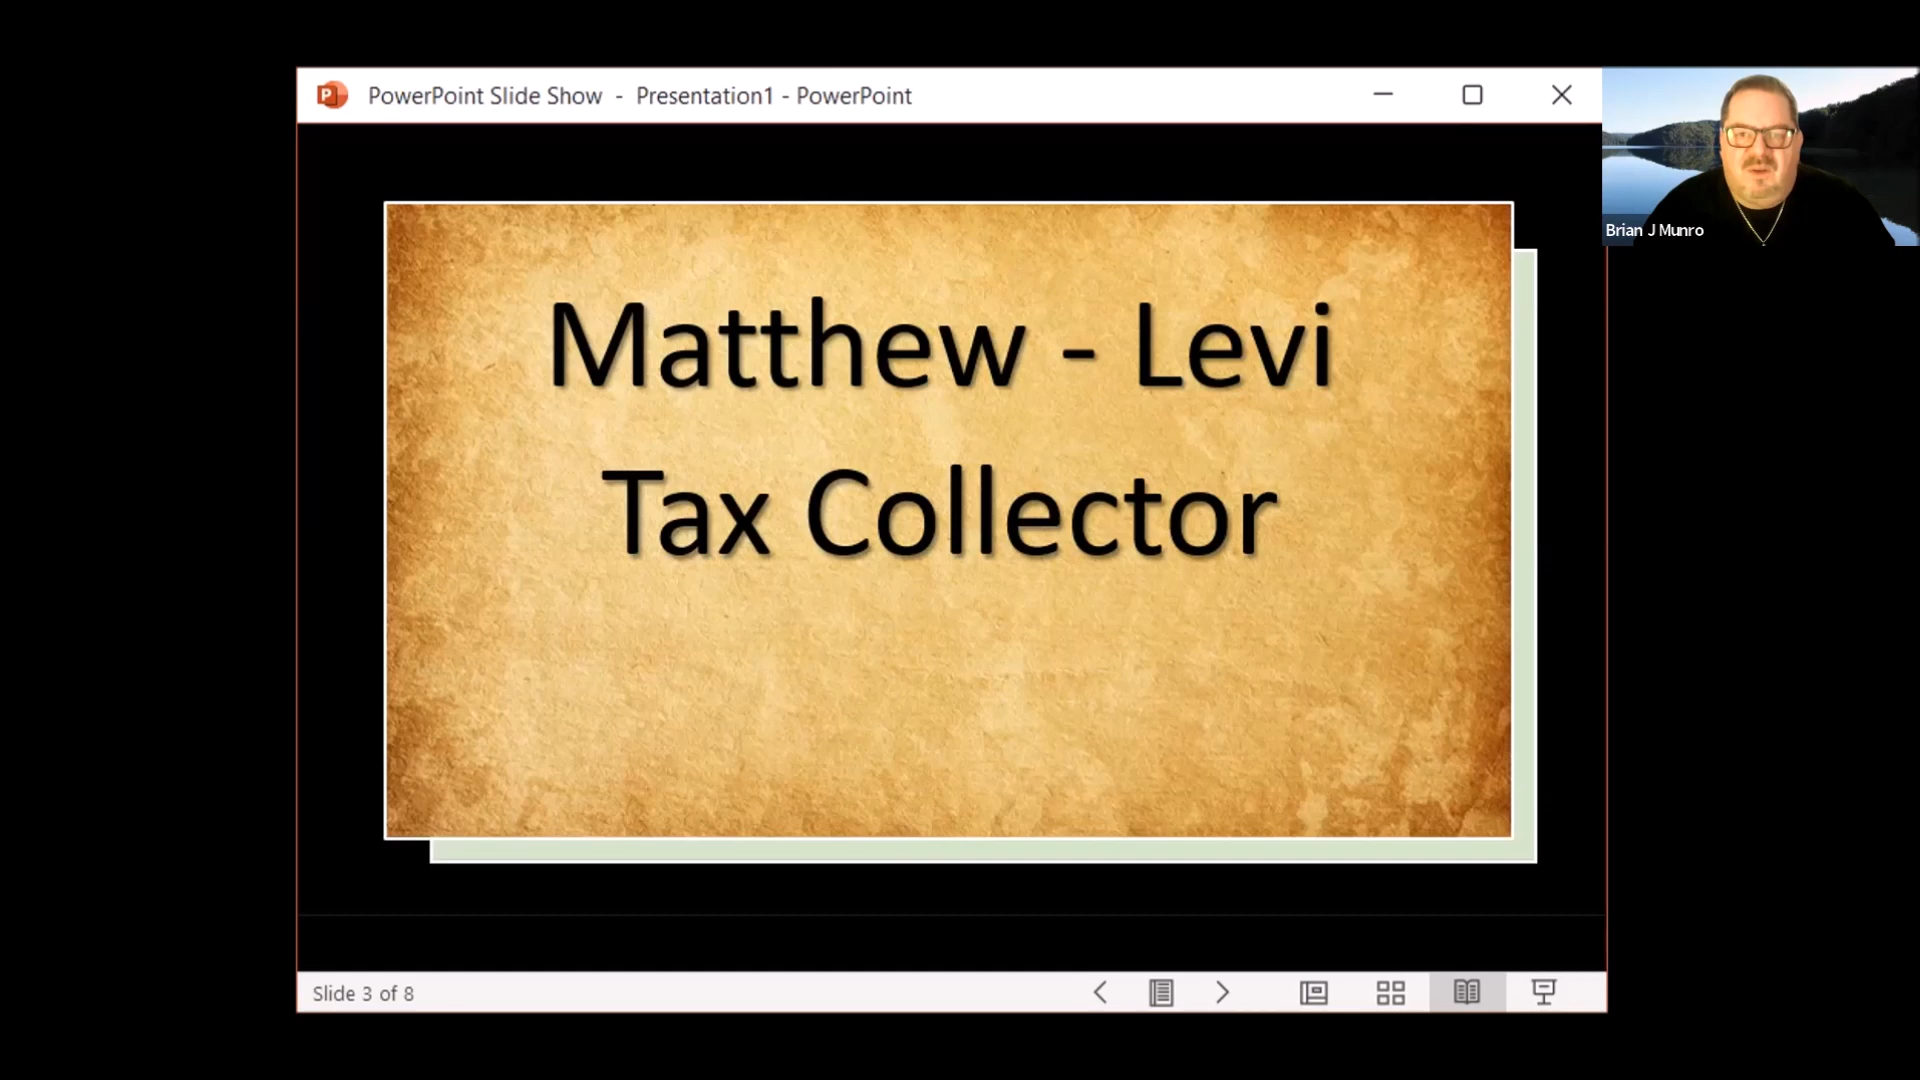 PowerPoint Slide Show - Presentation1 - PowerPoint
Brian J Munro
Matthew - Levi
Tax Collector
Slide 3 of 8